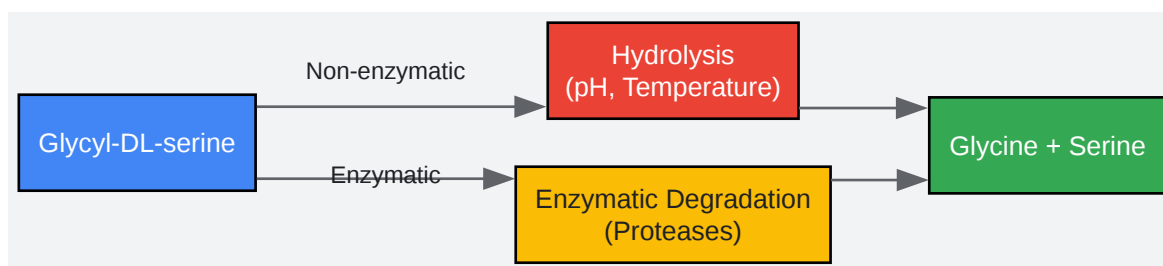 Glycyl-DL-serine
Non-enzymatic
Hydrolysis
(pH, Temperature)
Enzymatic
Enzymatic Degradation
(Proteases)
Glycine + Serine